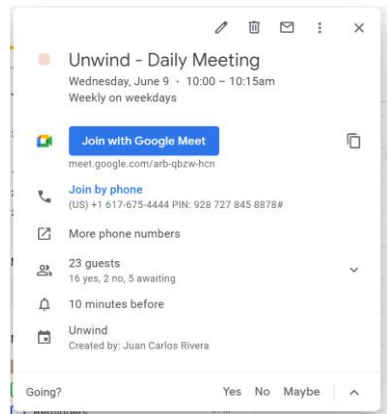 Unwind - Daily Meeting
Wednesday, June 9 · 10:00 – 10:15am
Weekly on weekdays
Join with Google Meet
meet.google.com/arb-qbzw-hcn
Join by phone
(US) +1 617-675-4444 PIN: 928 727 845 8878#
More phone numbers
23 guests
16 yes, 2 no, 5 awaiting
10 minutes before
Unwind
Created by: Juan Carlos Rivera
Going? Yes No Maybe